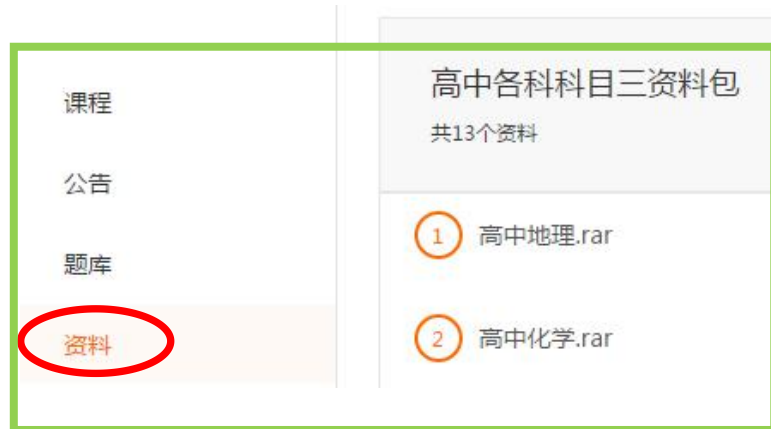 课程
公告
题库
资料
高中各科科目三资料包
共13个资料
1 高中地理.rar
2 高中化学.rar